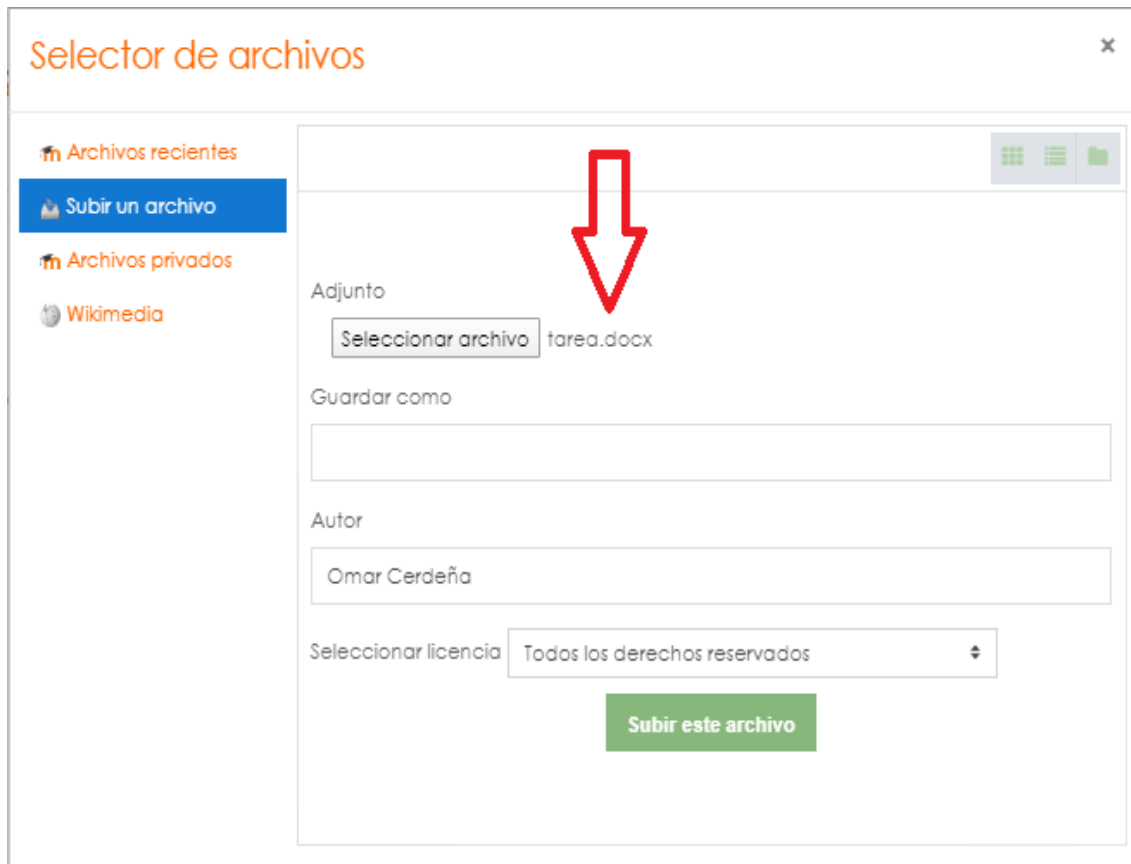 Selector de archivos
×
Archivos recientes
Subir un archivo
Archivos privados
Wikimedia
Adjunto
Seleccionar archivo tarea.docx
Guardar como
Autor
Omar Cerdeña
Seleccionar licencia Todos los derechos reservados
Subir este archivo